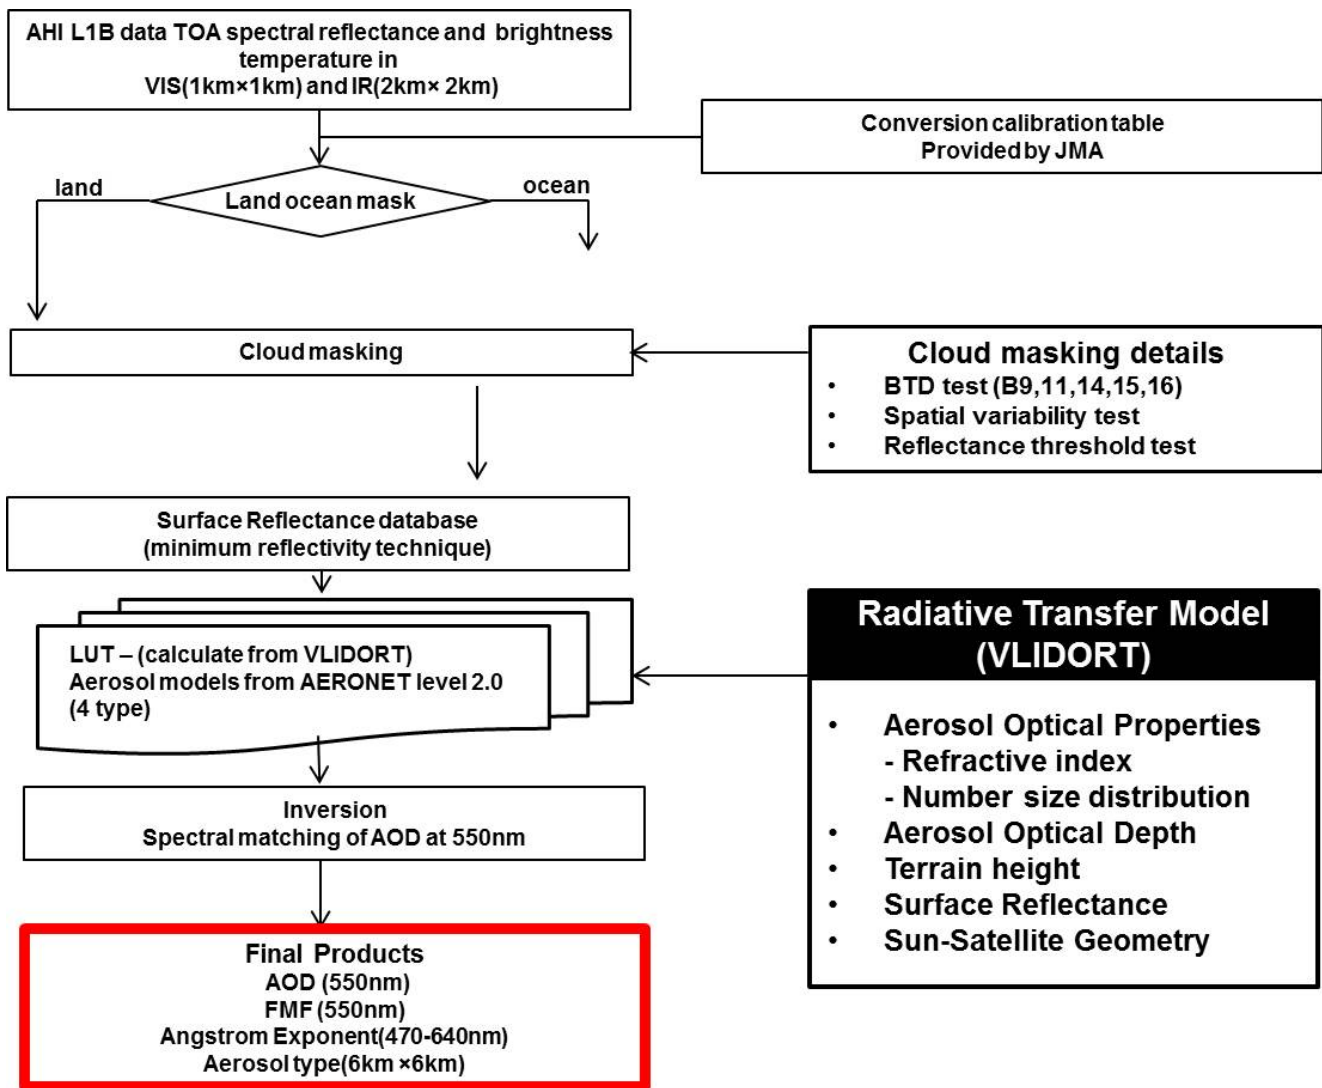 AHI L1B data TOA spectral reflectance and brightness
temperature in
VIS(1km×1km) and IR(2km× 2km)
Conversion calibration table
Provided by JMA
land
ocean
Land ocean mask
Cloud masking
Cloud masking details
• BTD test (B9,11,14,15,16)
• Spatial variability test
• Reflectance threshold test
Surface Reflectance database
(minimum reflectivity technique)
LUT – (calculate from VLIDORT)
Aerosol models from AERONET level 2.0
(4 type)
Radiative Transfer Model
(VLIDORT)
• Aerosol Optical Properties
- Refractive index
- Number size distribution
• Aerosol Optical Depth
• Terrain height
• Surface Reflectance
• Sun-Satellite Geometry
Inversion
Spectral matching of AOD at 550nm
Final Products
AOD (550nm)
FMF (550nm)
Angstrom Exponent(470-640nm)
Aerosol type(6km ×6km)